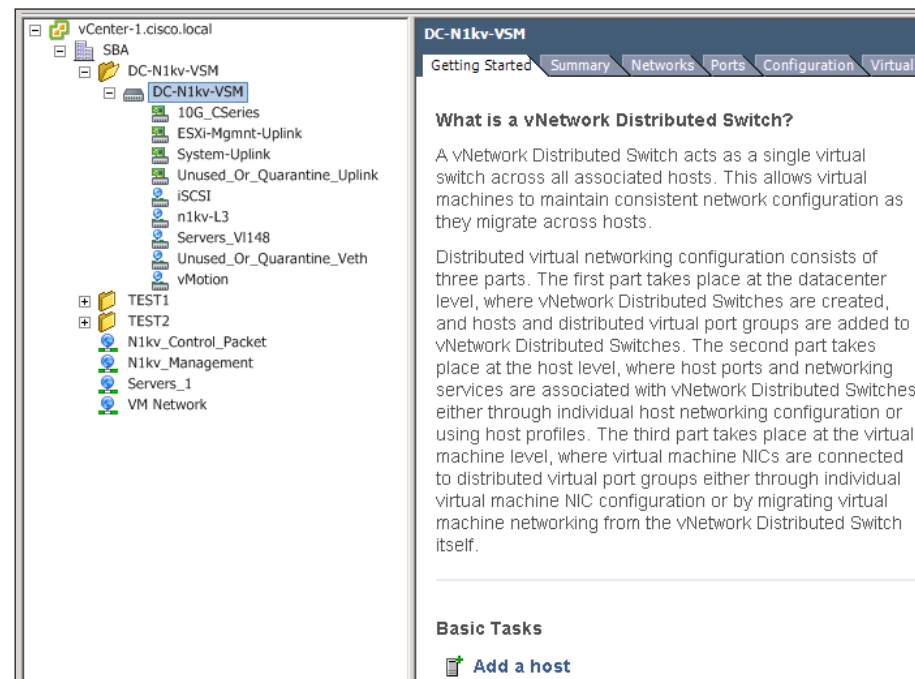 vCenter-1.cisco.local
SBA
DC-N1kv-VSM
DC-N1kv-VSM
10G_CSeries
ESXi-Mgmnt-Uplink
System-Uplink
Unused_Or_Quarantine_Uplink
iSCSI
n1kv-L3
Servers_Vl148
Unused_Or_Quarantine_Veth
vMotion
TEST1
TEST2
N1kv_Control_Packet
N1kv_Management
Servers_1
VM Network
DC-N1kv-VSM
Getting Started Summary Networks Ports Configuration Virtual
What is a vNetwork Distributed Switch?
A vNetwork Distributed Switch acts as a single virtual
switch across all associated hosts. This allows virtual
machines to maintain consistent network configuration as
they migrate across hosts.
Distributed virtual networking configuration consists of
three parts. The first part takes place at the datacenter
level, where vNetwork Distributed Switches are created,
and hosts and distributed virtual port groups are added to
vNetwork Distributed Switches. The second part takes
place at the host level, where host ports and networking
services are associated with vNetwork Distributed Switches
either through individual host networking configuration or
using host profiles. The third part takes place at the virtual
machine level, where virtual machine NICs are connected
to distributed virtual port groups either through individual
virtual machine NIC configuration or by migrating virtual
machine networking from the vNetwork Distributed Switch
itself.
Basic Tasks
Add a host